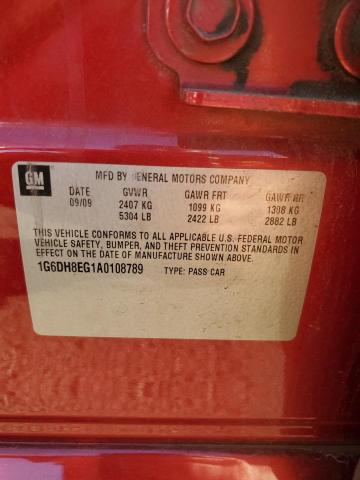 GM
MFD BY GENERAL MOTORS COMPANY
DATE GVWR GAWR FRT GAWR RR
09/09 2407 KG 1099 KG 1308 KG
5304 LB 2422 LB 2882 LB
THIS VEHICLE CONFORMS TO ALL APPLICABLE U.S. FEDERAL MOTOR
VEHICLE SAFETY, BUMPER, AND THEFT PREVENTION STANDARDS IN
EFFECT ON THE DATE OF MANUFACTURE SHOWN ABOVE.
1G6DH8EG1A0108789 TYPE: PASS CAR